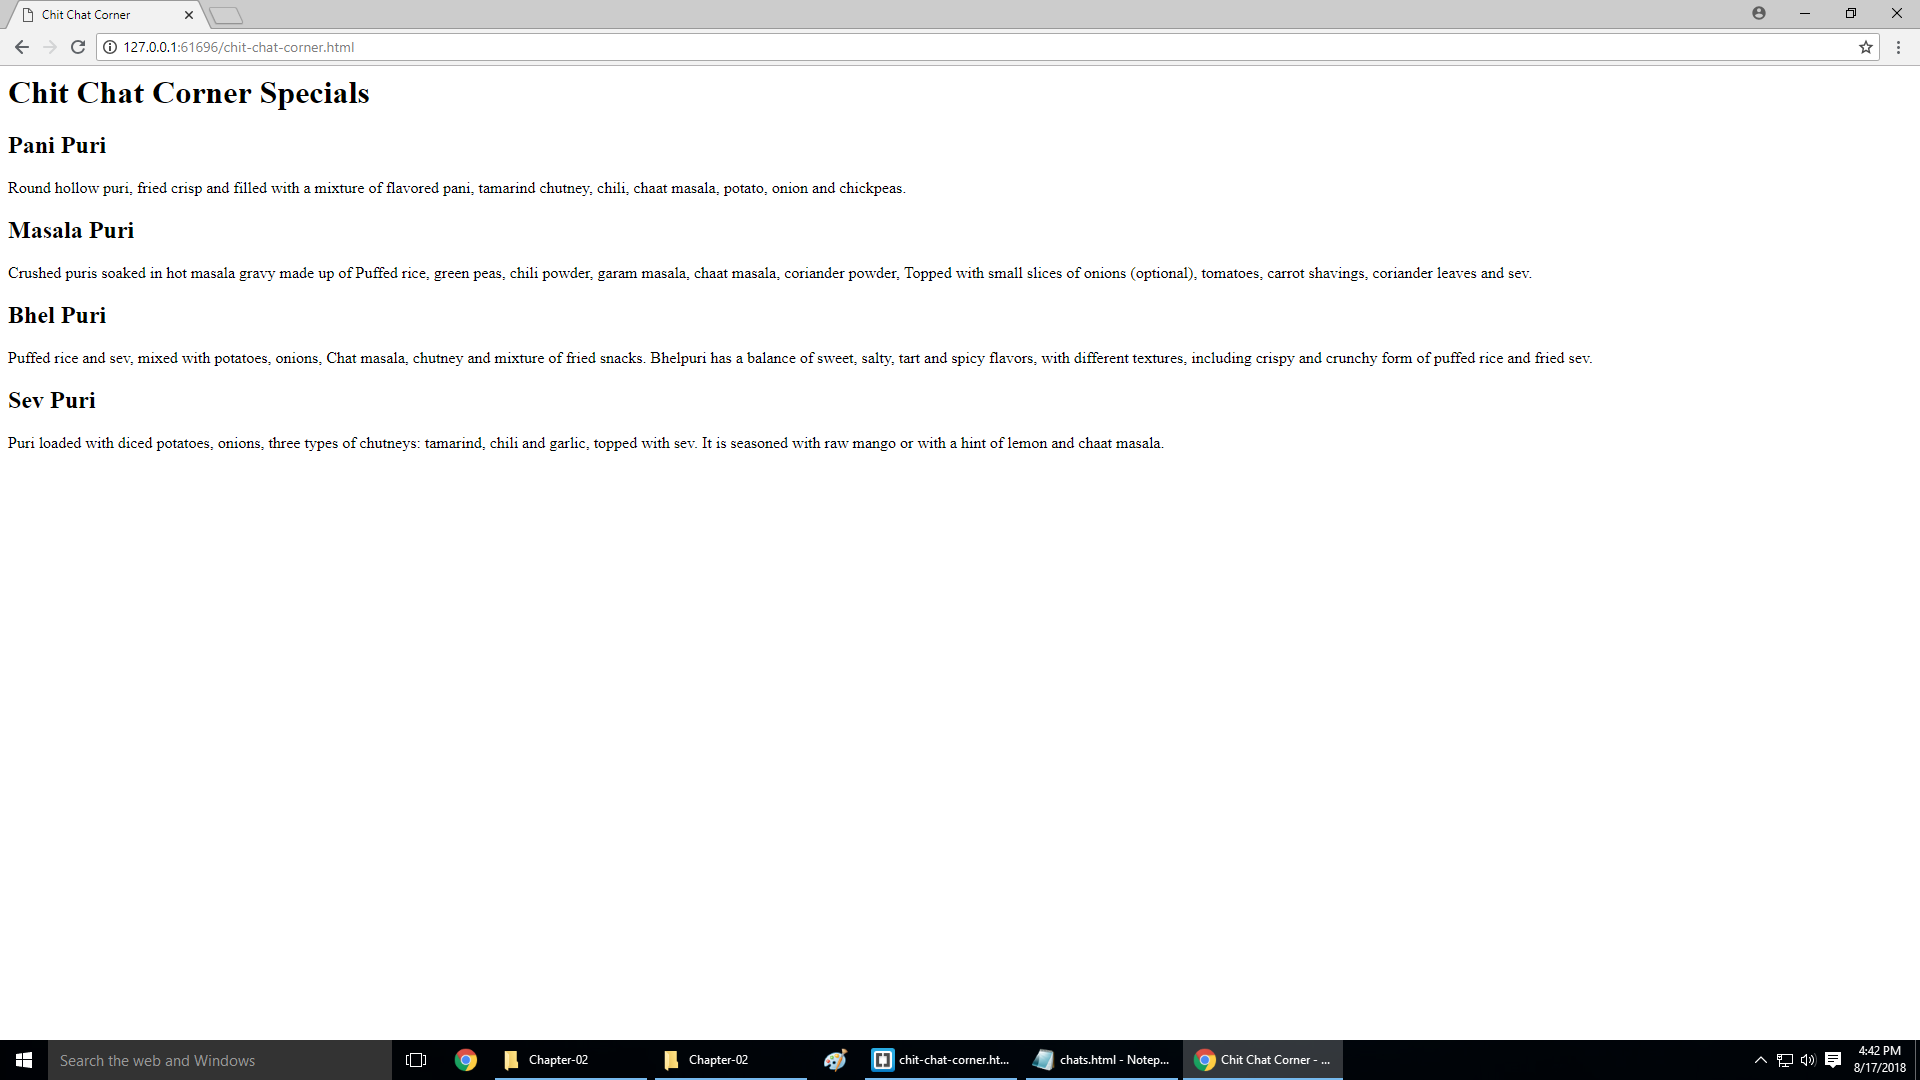 Chit Chat Corner
127.0.0.1:61696/chit-chat-corner.html
Chit Chat Corner Specials
Pani Puri
Round hollow puri, fried crisp and filled with a mixture of flavored pani, tamarind chutney, chili, chaat masala, potato, onion and chickpeas.
Masala Puri
Crushed puris soaked in hot masala gravy made up of Puffed rice, green peas, chili powder, garam masala, chaat masala, coriander powder, Topped with small slices of onions (optional), tomatoes, carrot shavings, coriander leaves and sev.
Bhel Puri
Puffed rice and sev, mixed with potatoes, onions, Chat masala, chutney and mixture of fried snacks. Bhelpuri has a balance of sweet, salty, tart and spicy flavors, with different textures, including crispy and crunchy form of puffed rice and fried sev.
Sev Puri
Puri loaded with diced potatoes, onions, three types of chutneys: tamarind, chili and garlic, topped with sev. It is seasoned with raw mango or with a hint of lemon and chaat masala.
Search the web and Windows
Chapter-02
Chapter-02
chit-chat-corner.ht...
chats.html - Notep...
Chit Chat Corner - ...
4:42 PM
8/17/2018